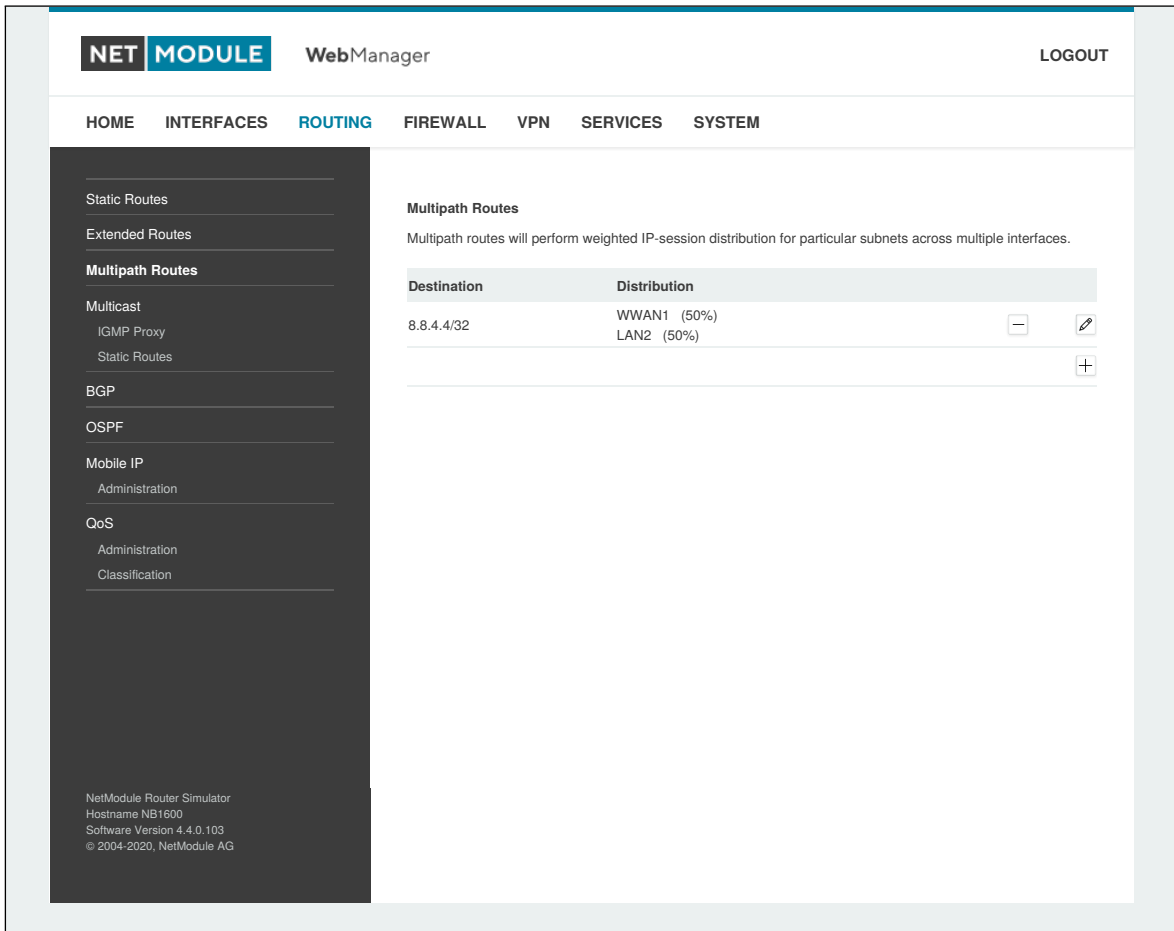 NET MODULE WebManager LOGOUT
HOME INTERFACES ROUTING FIREWALL VPN SERVICES SYSTEM
Static Routes
Extended Routes
Multipath Routes
Multicast
IGMP Proxy
Static Routes
BGP
OSPF
Mobile IP
Administration
QoS
Administration
Classification
NetModule Router Simulator
Hostname NB1600
Software Version 4.4.0.103
© 2004-2020, NetModule AG
Multipath Routes
Multipath routes will perform weighted IP-session distribution for particular subnets across multiple interfaces.
Destination Distribution
8.8.4.4/32 WWAN1 (50%)
LAN2 (50%)